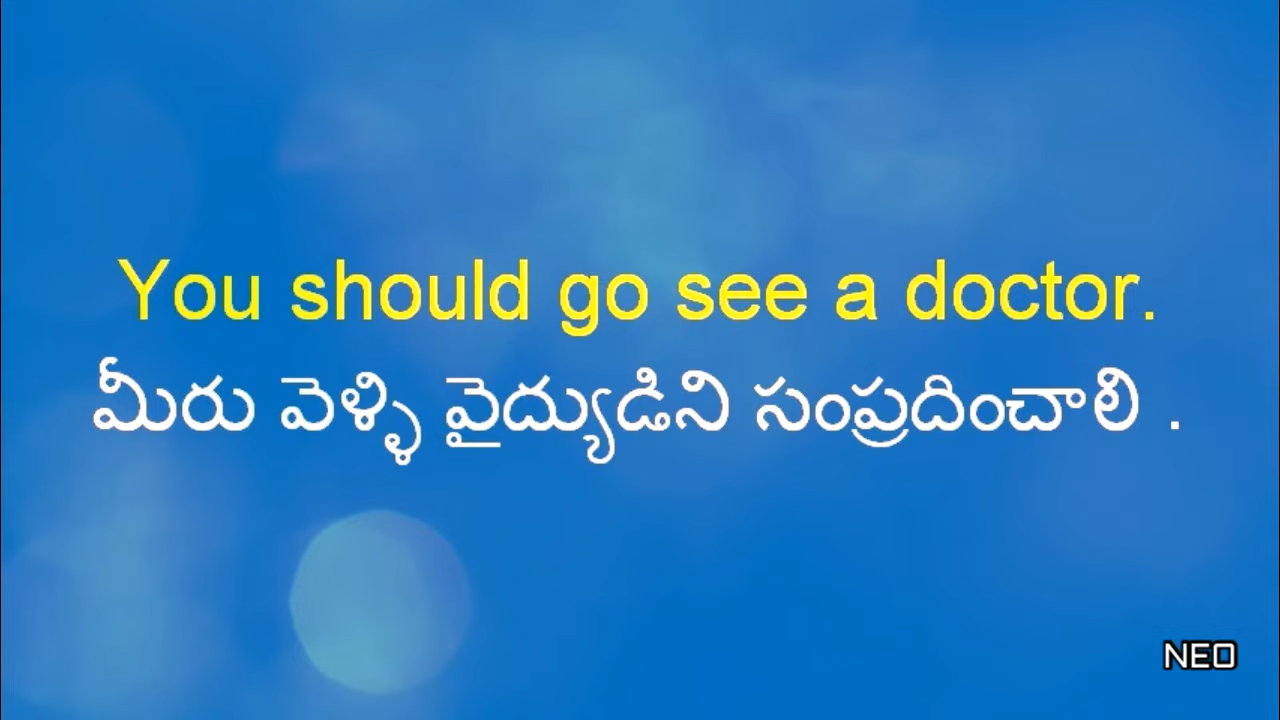 You should go see a doctor.
మీరు వెళ్ళి వైద్యుడిని సంప్రదించాలి .
NEO